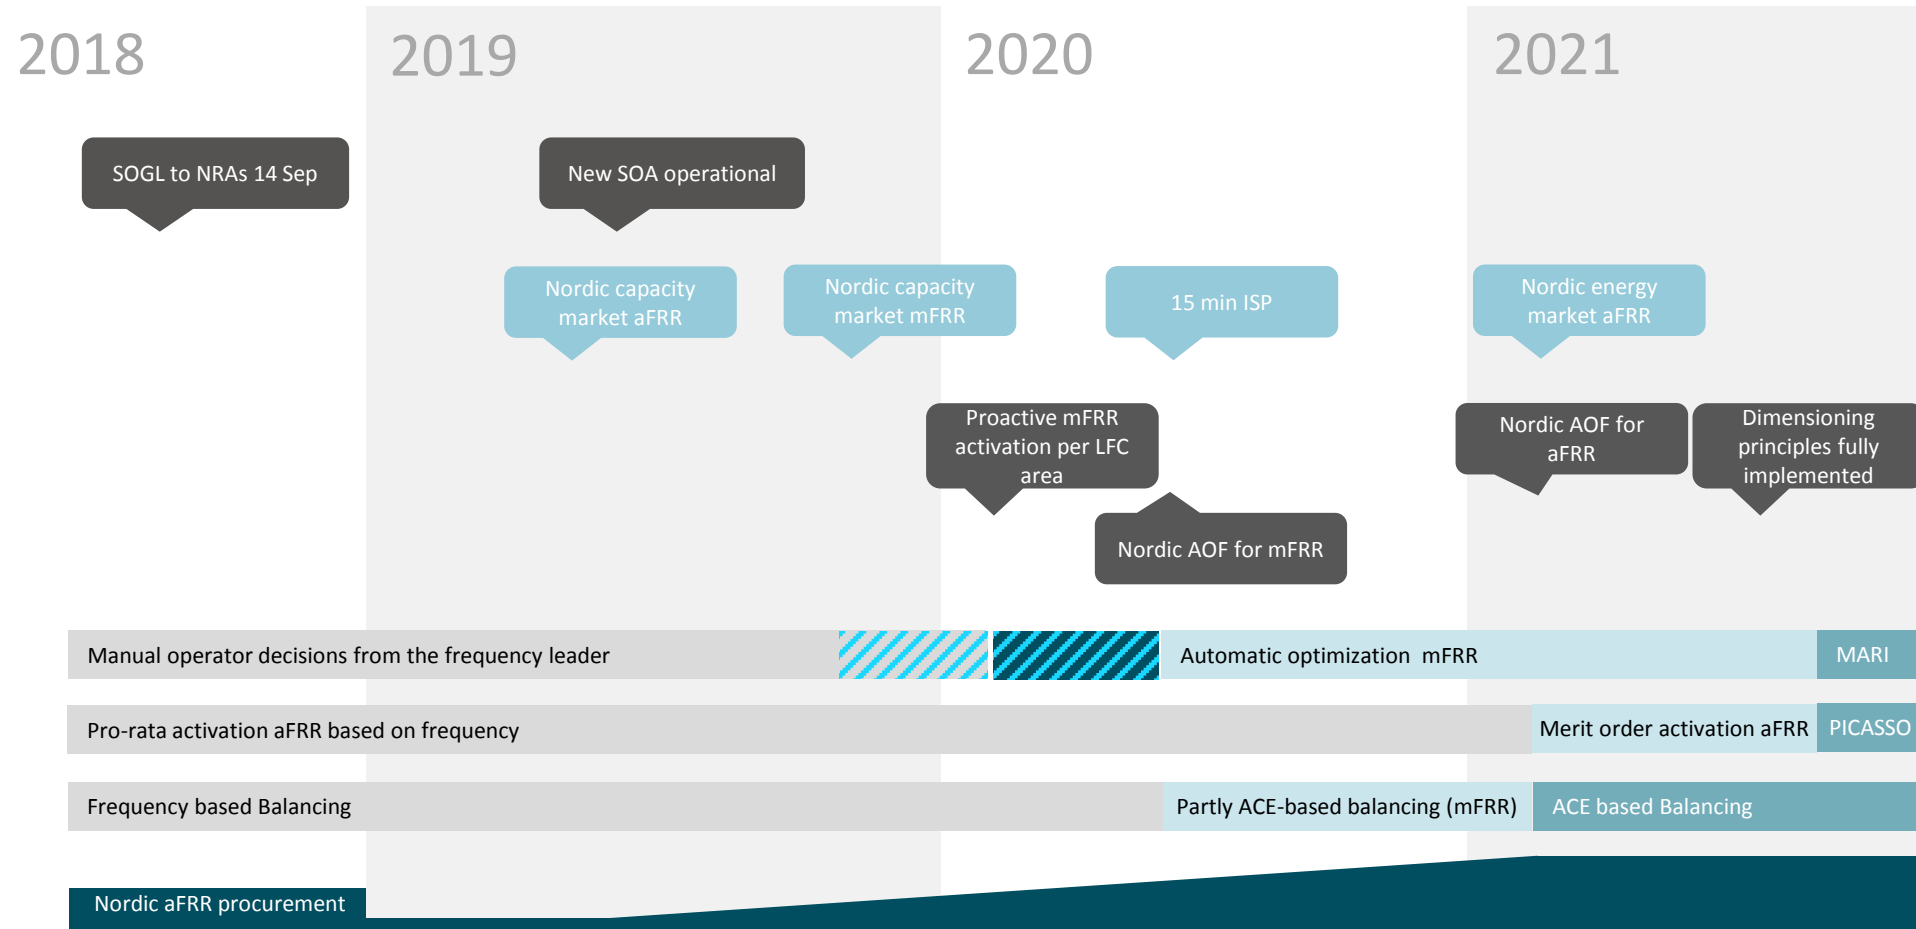 2018
2019
2020
2021
SOGL to NRAs 14 Sep
New SOA operational
Nordic capacity
market aFRR
Nordic capacity
market mFRR
15 min ISP
Nordic energy
market aFRR
Proactive mFRR
activation per LFC
area
Nordic AOF for
aFRR
Dimensioning
principles fully
implemented
Nordic AOF for mFRR
Manual operator decisions from the frequency leader
Automatic optimization mFRR
MARI
Pro-rata activation aFRR based on frequency
Merit order activation aFRR
PICASSO
Frequency based Balancing
Partly ACE-based balancing (mFRR)
ACE based Balancing
Nordic aFRR procurement